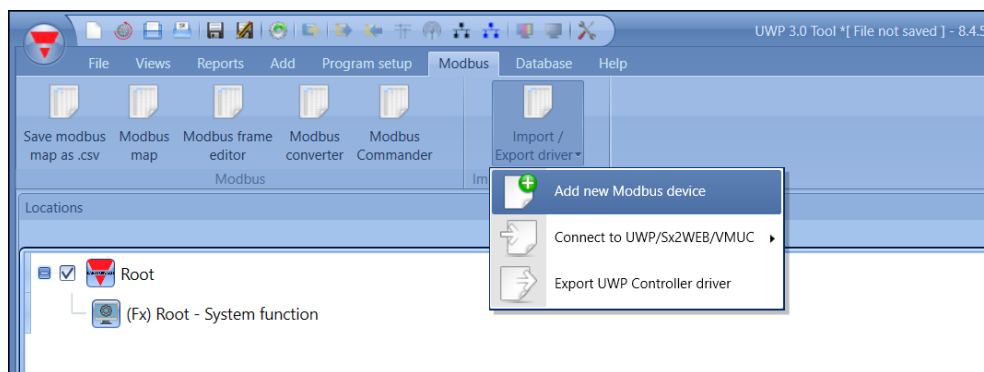 UWP 3.0 Tool *[ File not saved ] - 8.4.5
File Views Reports Add Program setup Modbus Database Help
Save modbus map as .csv
Modbus map
Modbus frame editor
Modbus converter
Modbus Commander
Import / Export driver
Modbus
Im
Add new Modbus device
Locations
Connect to UWP/Sx2WEB/VMUC
Root
Export UWP Controller driver
(Fx) Root - System function